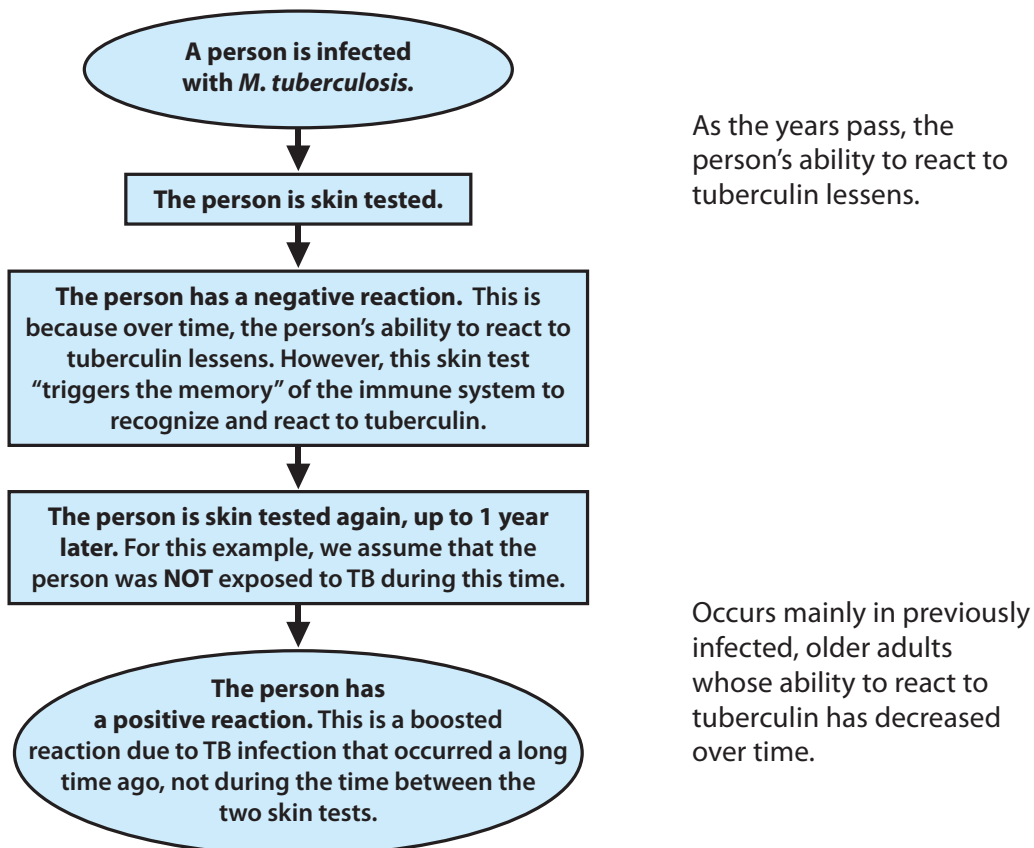 A person is infected
with M. tuberculosis.
As the years pass, the
person’s ability to react to
tuberculin lessens.
The person is skin tested.
The person has a negative reaction. This is
because over time, the person’s ability to react to
tuberculin lessens. However, this skin test
“triggers the memory” of the immune system to
recognize and react to tuberculin.
The person is skin tested again, up to 1 year
later. For this example, we assume that the
person was NOT exposed to TB during this time.
The person has
a positive reaction. This is a boosted
reaction due to TB infection that occurred a long
time ago, not during the time between the
two skin tests.
Occurs mainly in previously
infected, older adults
whose ability to react to
tuberculin has decreased
over time.